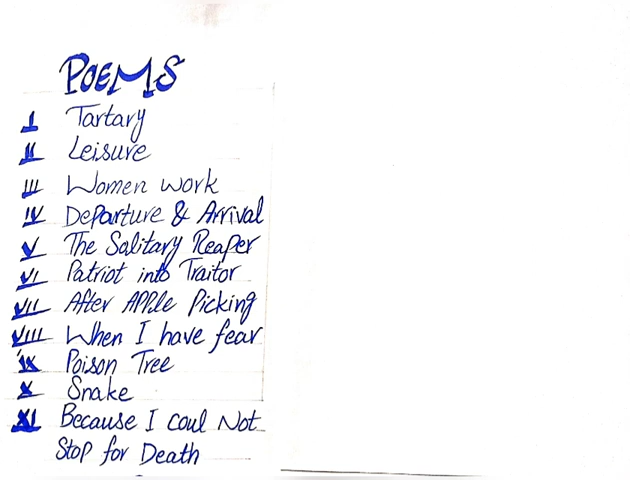 POEMS
I Tartary
II Leisure
III Women work
IV Departure & Arrival
V The Salitary Reaper
VI Patriot into Traitor
VII After Apple Picking
VIII When I have fear
IX Poison Tree
X Snake
XI Because I coul Not
Stop for Death